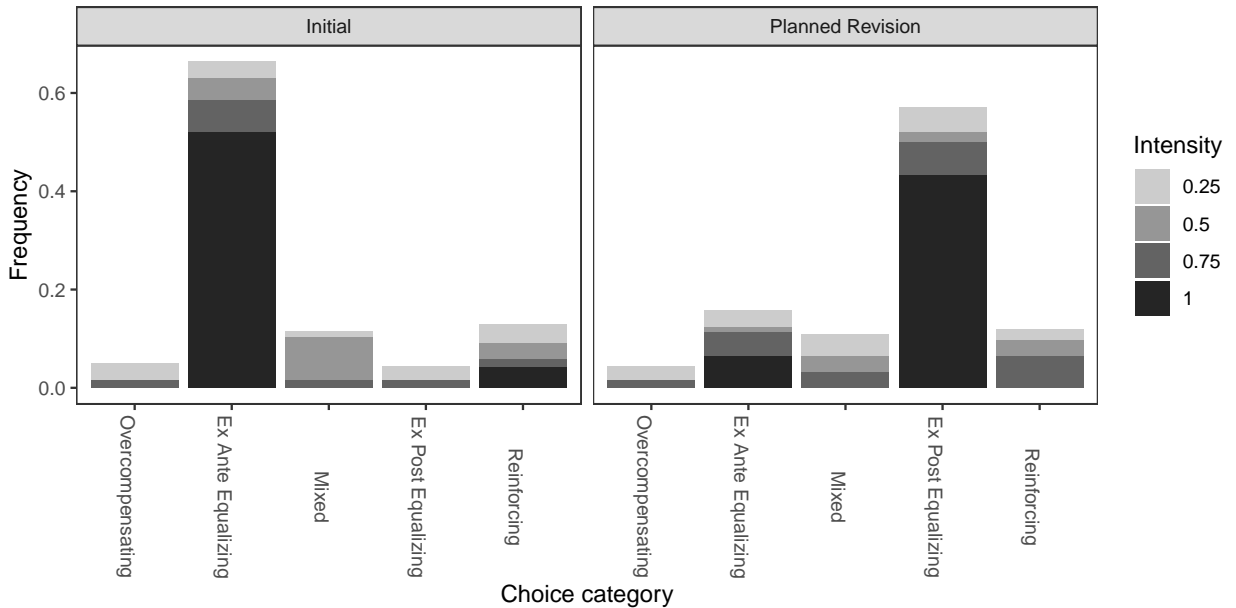 Initial
Planned Revision
Frequency
0.6
0.4
0.2
0.0
Overcompensating
Ex Ante Equalizing
Mixed
Ex Post Equalizing
Reinforcing
Overcompensating
Ex Ante Equalizing
Mixed
Ex Post Equalizing
Reinforcing
Choice category
Intensity
0.25
0.5
0.75
1